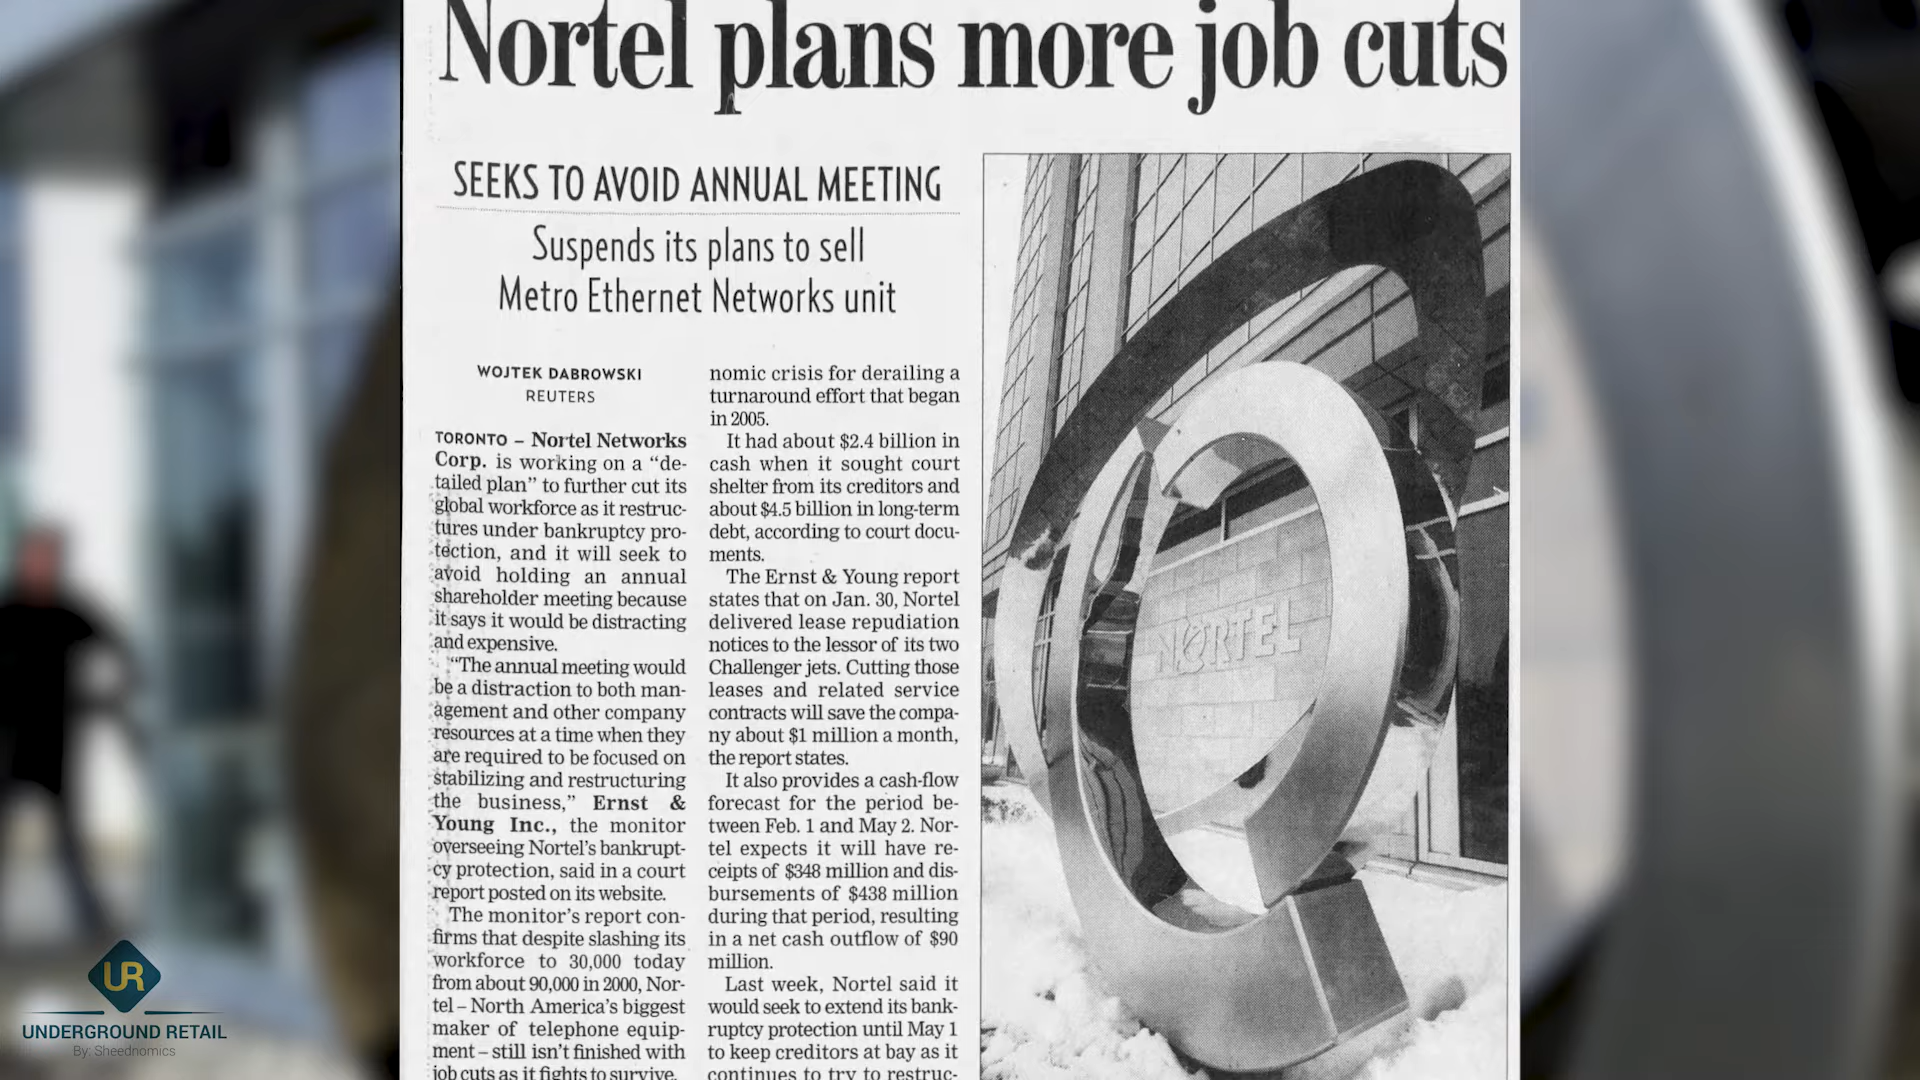 Nortel plans more job cuts
SEEKS TO AVOID ANNUAL MEETING
Suspends its plans to sell
Metro Ethernet Networks unit
WOJTEK DABROWSKI
REUTERS
TORONTO – Nortel Networks
Corp. is working on a “de-
tailed plan” to further cut its
global workforce as it restruc-
tures under bankruptcy pro-
tection, and it will seek to
avoid holding an annual
shareholder meeting because
it says it would be distracting
and expensive.
“The annual meeting would
be a distraction to both man-
agement and other company
resources at a time when they
are required to be focused on
stabilizing and restructuring
the business,” Ernst &
Young Inc., the monitor
overseeing Nortel’s bankrupt-
cy protection, said in a court
report posted on its website.
The monitor’s report con-
firms that despite slashing its
workforce to 30,000 today
from about 90,000 in 2000, Nor-
tel – North America’s biggest
maker of telephone equip-
ment – still isn’t finished with
job cuts as it fights to survive.
nomic crisis for derailing a
turnaround effort that began
in 2005.
It had about $2.4 billion in
cash when it sought court
shelter from its creditors and
about $4.5 billion in long-term
debt, according to court docu-
ments.
The Ernst & Young report
states that on Jan. 30, Nortel
delivered lease repudiation
notices to the lessor of its two
Challenger jets. Cutting those
leases and related service
contracts will save the compa-
ny about $1 million a month,
the report states.
It also provides a cash-flow
forecast for the period be-
tween Feb. 1 and May 2. Nor-
tel expects it will have re-
ceipts of $348 million and dis-
bursements of $438 million
during that period, resulting
in a net cash outflow of $90
million.
Last week, Nortel said it
would seek to extend its bank-
ruptcy protection until May 1
to keep creditors at bay as it
continues to try to restruc-
NORTEL
UR
UNDERGROUND RETAIL
By: Sheednomics